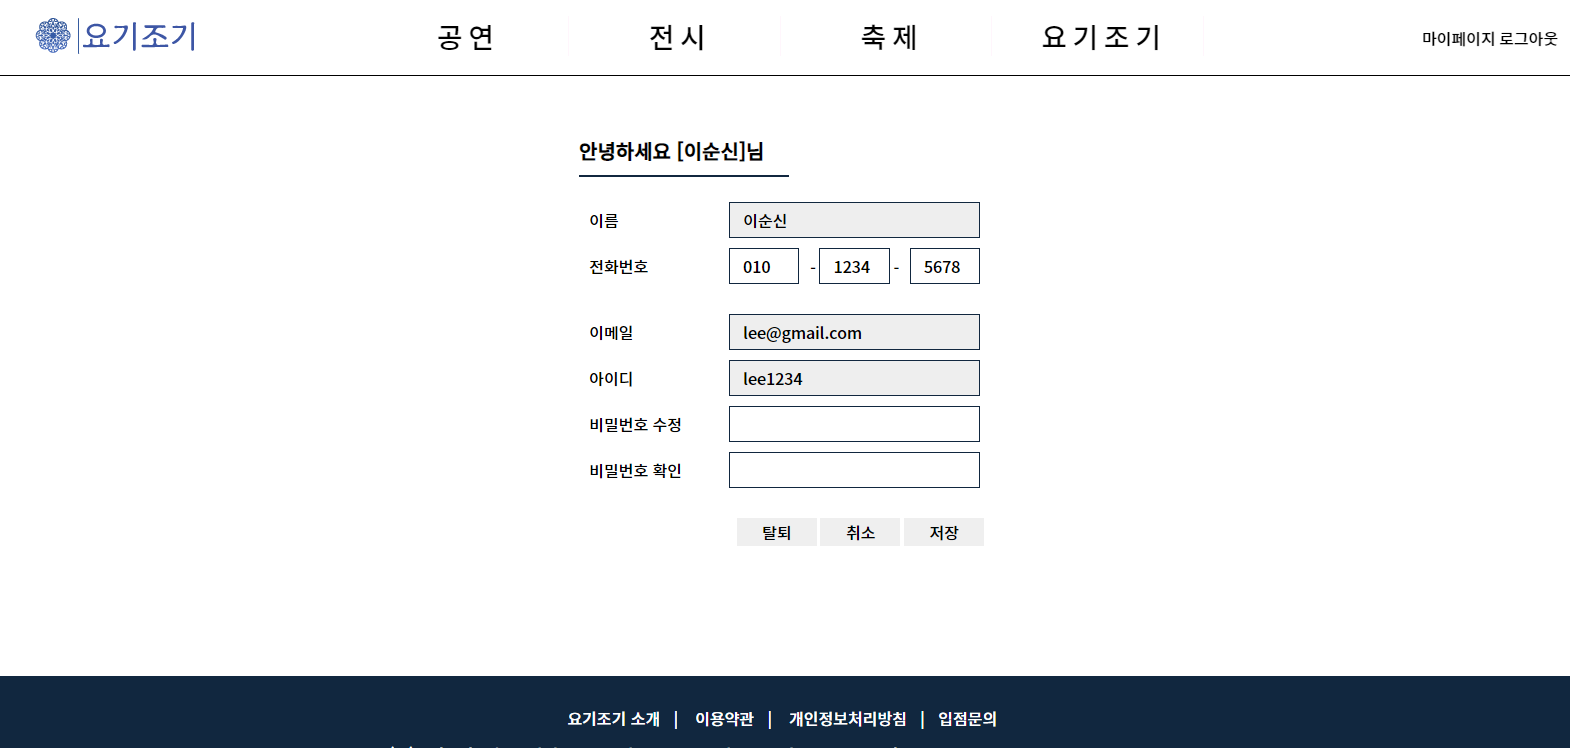 요기조기 공연 전시 축제 요기조기 마이페이지 로그아웃
안녕하세요 [이순신]님
이름 이순신
전화번호 010 - 1234 - 5678
이메일 lee@gmail.com
아이디 lee1234
비밀번호 수정
비밀번호 확인
탈퇴 취소 저장
요기조기 소개 | 이용약관 | 개인정보처리방침 | 입점문의